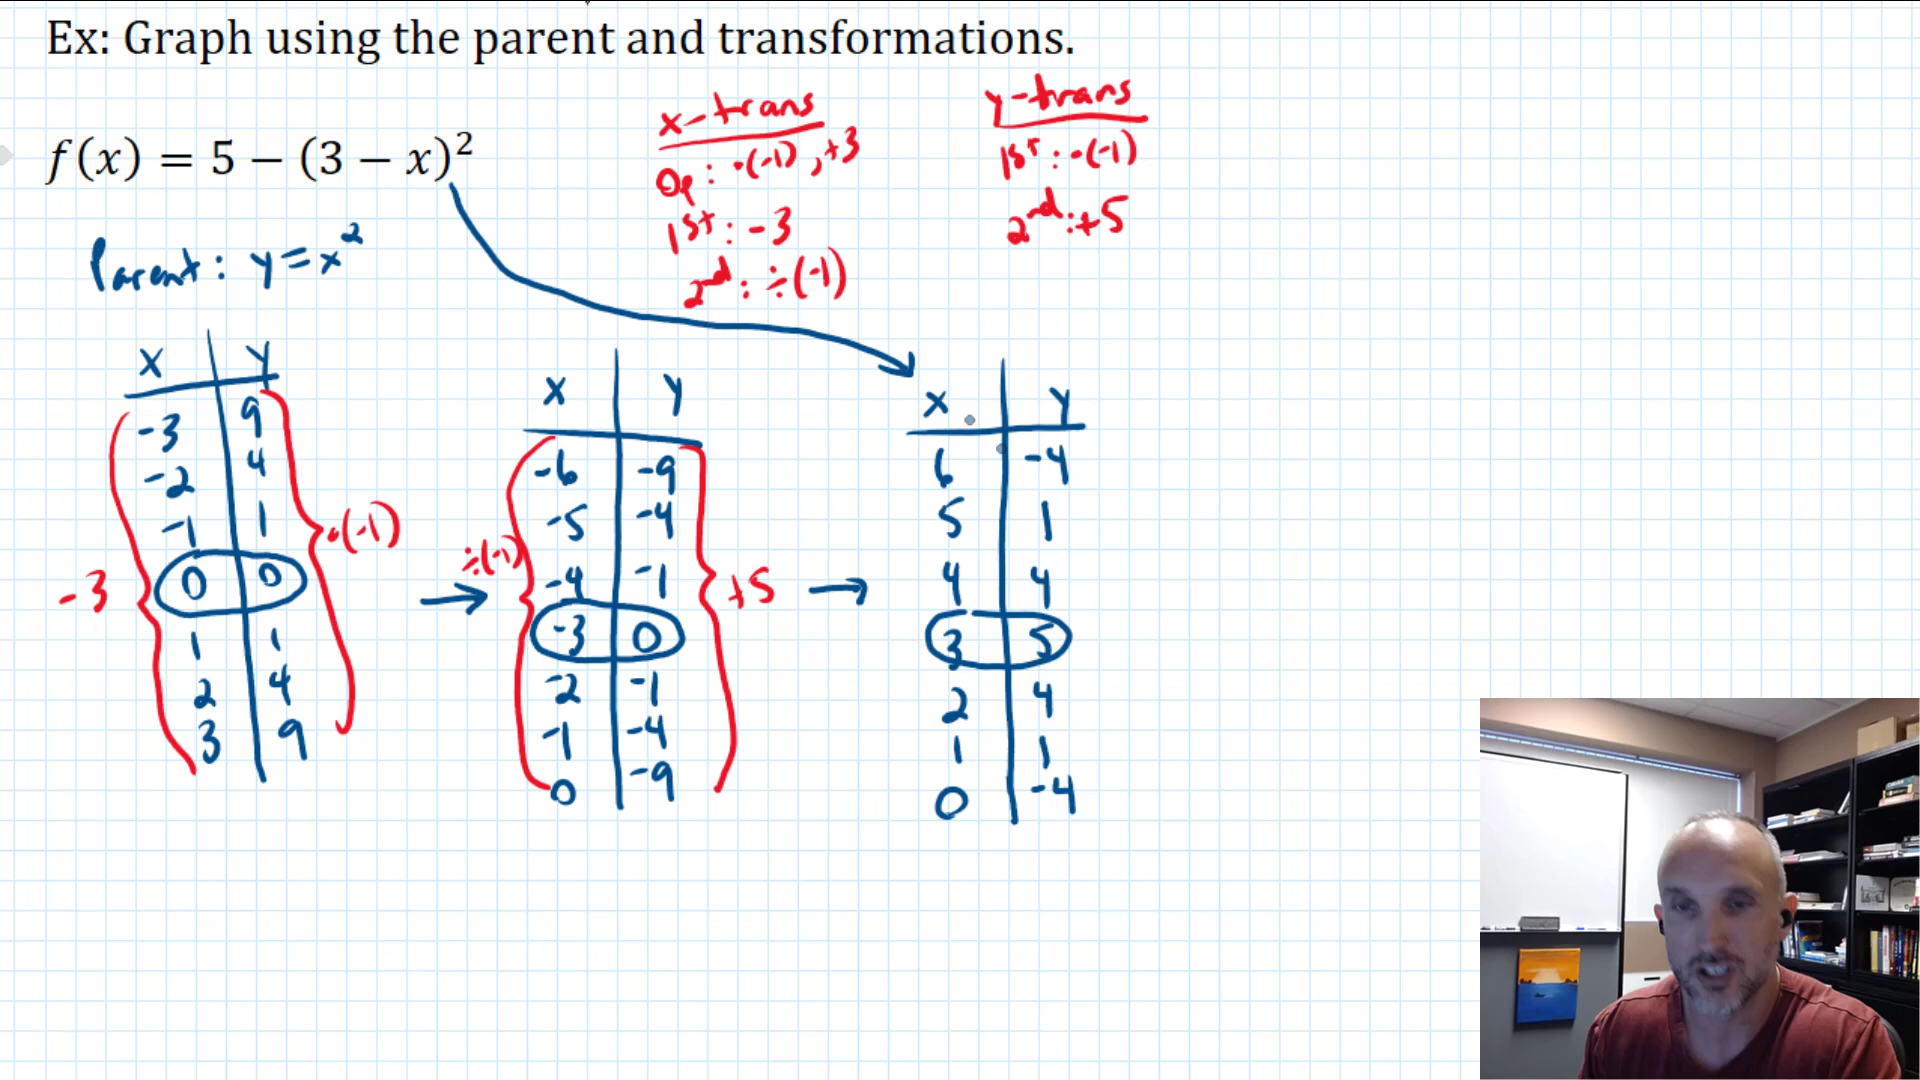 Ex: Graph using the parent and transformations.
f(x) = 5 − (3 − x)²
Parent: y = x²
x-trans
Op: ·(-1), +3
1st: -3
2nd: ÷(-1)
y-trans
1st: ·(-1)
2nd: +5
x y
-3 9
-2 4
-1 1
0 0
1 1
2 4
3 9
-3
·(-1)
→
x y
-6 -9
-5 -4
-4 -1
-3 0
-2 -1
-1 -4
0 -9
÷(-1)
+5
→
x y
6 -4
5 1
4 4
3 5
2 4
1 1
0 -4